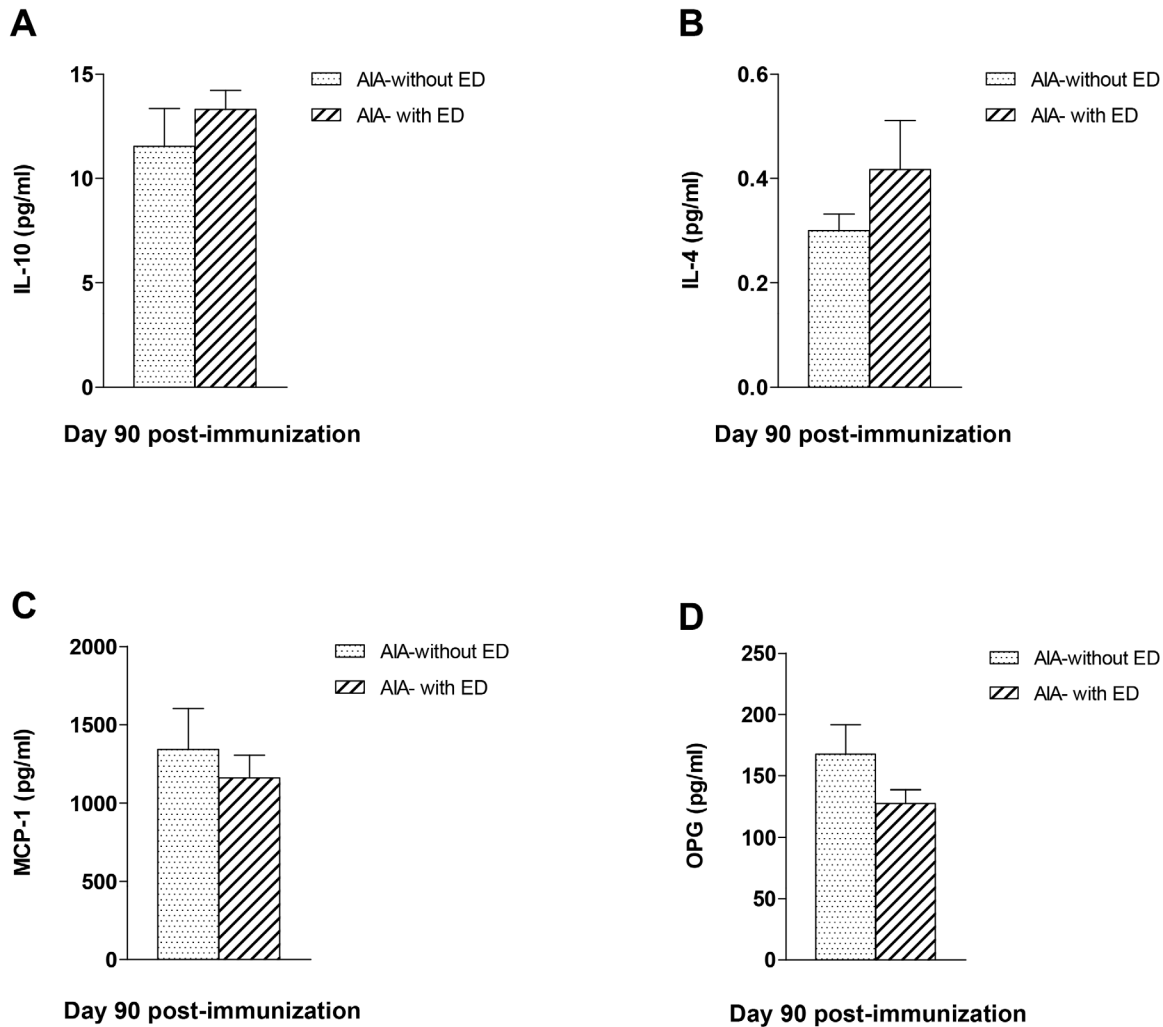 A
IL-10 (pg/ml)
15
10
5
0
AIA-without ED
AIA- with ED
Day 90 post-immunization
B
IL-4 (pg/ml)
0.6
0.4
0.2
0.0
AIA-without ED
AIA- with ED
Day 90 post-immunization
C
MCP-1 (pg/ml)
2000
1500
1000
500
0
AIA-without ED
AIA- with ED
Day 90 post-immunization
D
OPG (pg/ml)
250
200
150
100
50
0
AIA-without ED
AIA- with ED
Day 90 post-immunization